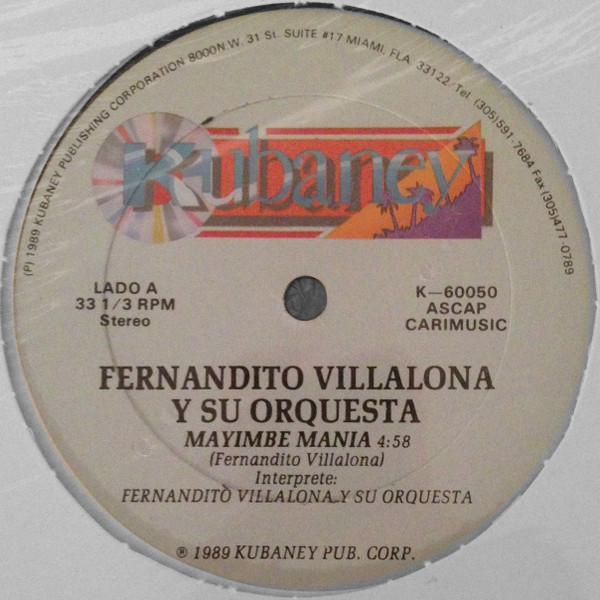 (P) 1989 KUBANEY PUBLISHING CORPORATION 8000 N.W. 31 St. SUITE #17 MIAMI, FLA. 33122 Tel. (305)591-7684 Fax (305)477-0789
Kubaney
LADO A
33 1/3 RPM
Stereo
K—60050
ASCAP
CARIMUSIC
FERNANDITO VILLALONA
Y SU ORQUESTA
MAYIMBE MANIA 4:58
(Fernandito Villalona)
Interprete:
FERNANDITO VILLALONA Y SU ORQUESTA
℗ 1989 KUBANEY PUB. CORP.